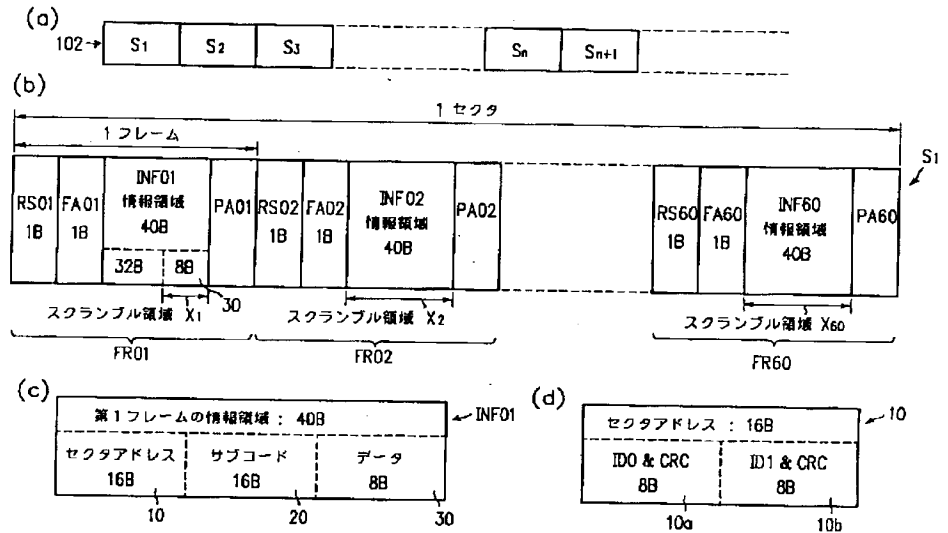 (a)
102
S1 S2 S3 Sn Sn+1
(b)
1 セクタ
1 フレーム
S1
RS01 1B
FA01 1B
INF01 情報領域 40B
32B 8B
PA01
RS02 1B
FA02 1B
INF02 情報領域 40B
PA02
RS60 1B
FA60 1B
INF60 情報領域 40B
PA60
30
スクランブル領域 X1
スクランブル領域 X2
スクランブル領域 X60
FR01
FR02
FR60
(c)
第1フレームの情報領域 : 40B
INF01
セクタアドレス 16B
サブコード 16B
データ 8B
10 20 30
(d)
セクタアドレス : 16B
10
ID0 & CRC 8B
ID1 & CRC 8B
10a 10b